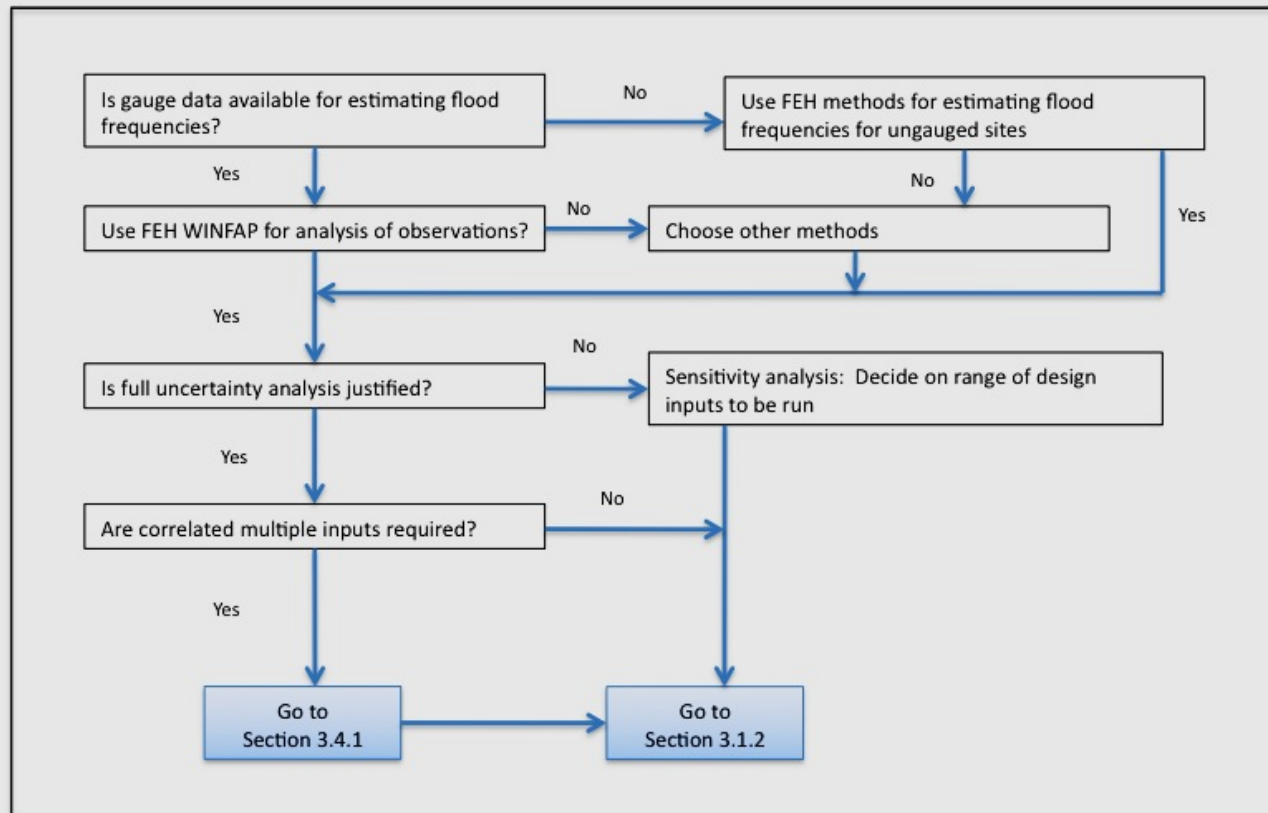 Is gauge data available for estimating flood
frequencies?
No
Use FEH methods for estimating flood
frequencies for ungauged sites
Yes
No
Yes
Use FEH WINFAP for analysis of observations?
No
Choose other methods
Yes
Is full uncertainty analysis justified?
No
Sensitivity analysis:  Decide on range of design
inputs to be run
Yes
Are correlated multiple inputs required?
No
Yes
Go to
Section 3.4.1
Go to
Section 3.1.2